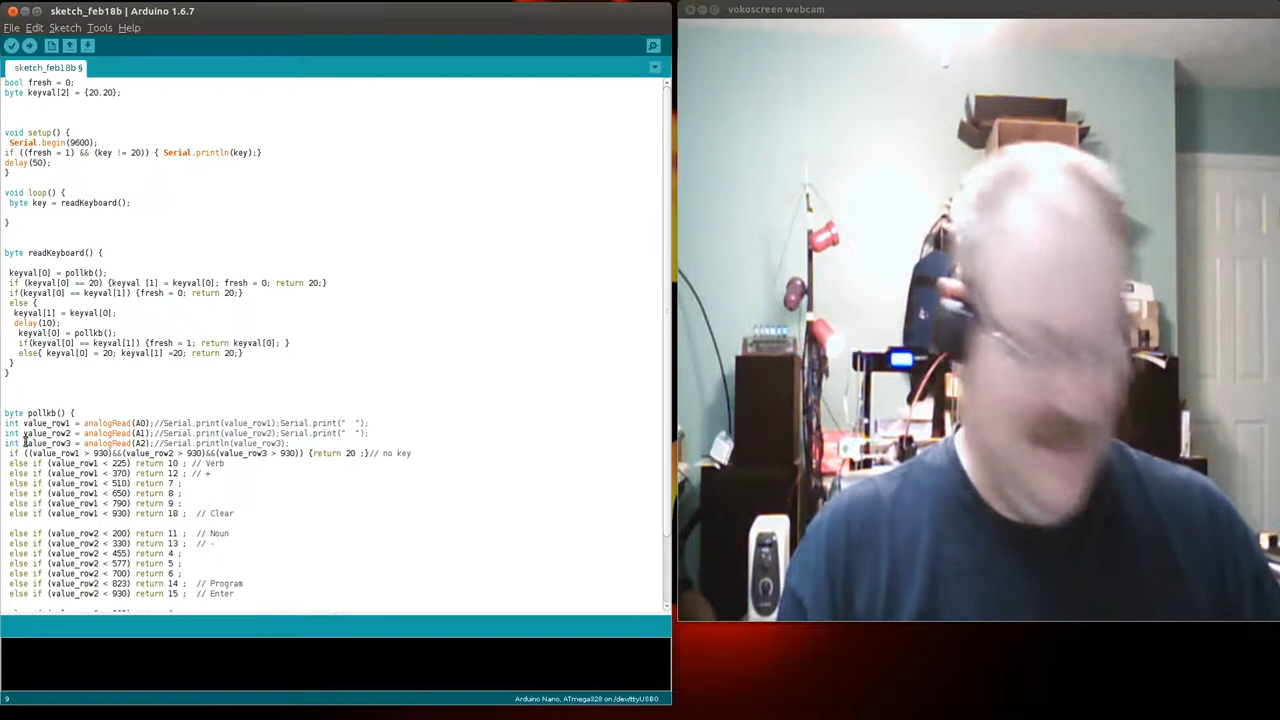 sketch_feb18b | Arduino 1.6.7
File Edit Sketch Tools Help
sketch_feb18b §
bool fresh = 0;
byte keyval[2] = {20,20};
void setup() {
Serial.begin(9600);
if ((fresh = 1) && (key != 20)) { Serial.println(key);}
delay(50);
}
void loop() {
byte key = readKeyboard();
}
byte readKeyboard() {
keyval[0] = pollkb();
if (keyval[0] == 20) {keyval [1] = keyval[0]; fresh = 0; return 20;}
if(keyval[0] == keyval[1]) {fresh = 0; return 20;}
else {
keyval[1] = keyval[0];
delay(10);
keyval[0] = pollkb();
if(keyval[0] == keyval[1]) {fresh = 1; return keyval[0]; }
else{ keyval[0] = 20; keyval[1] =20; return 20;}
}
}
byte pollkb() {
int value_row1 = analogRead(A0);//Serial.print(value_row1);Serial.print("  ");
int value_row2 = analogRead(A1);//Serial.print(value_row2);Serial.print("  ");
int value_row3 = analogRead(A2);//Serial.println(value_row3);
if ((value_row1 > 930)&&(value_row2 > 930)&&(value_row3 > 930)) {return 20 ;}// no key
else if (value_row1 < 225) return 10 ; // Verb
else if (value_row1 < 370) return 12 ; // +
else if (value_row1 < 510) return 7 ;
else if (value_row1 < 650) return 8 ;
else if (value_row1 < 790) return 9 ;
else if (value_row1 < 930) return 18 ;  // Clear
else if (value_row2 < 200) return 11 ;  // Noun
else if (value_row2 < 330) return 13 ;  // -
else if (value_row2 < 455) return 4 ;
else if (value_row2 < 577) return 5 ;
else if (value_row2 < 700) return 6 ;
else if (value_row2 < 823) return 14 ;  // Program
else if (value_row2 < 930) return 15 ;  // Enter
9
Arduino Nano, ATmega328 on /dev/ttyUSB0
vokoscreen webcam